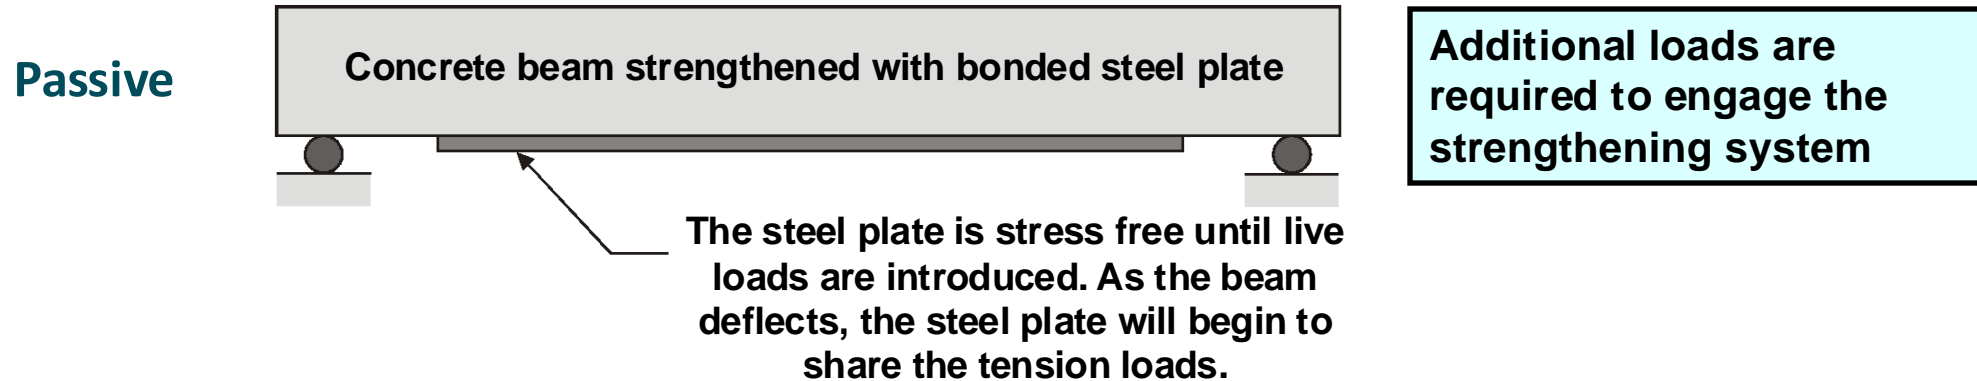 Passive
Concrete beam strengthened with bonded steel plate
Additional loads are
required to engage the
strengthening system
The steel plate is stress free until live
loads are introduced. As the beam
deflects, the steel plate will begin to
share the tension loads.